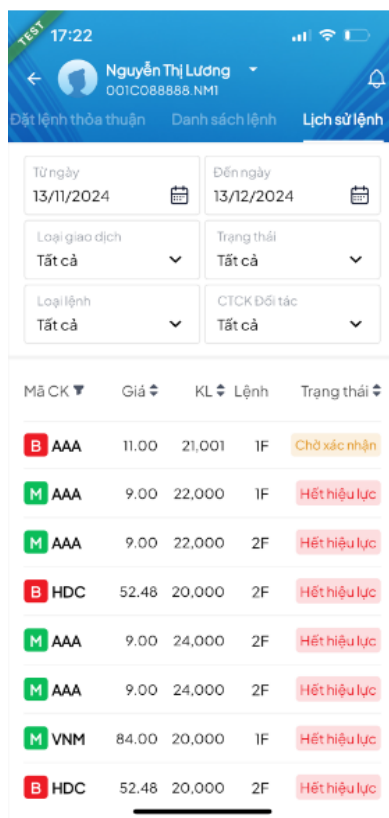 TEST
17:22
Nguyễn Thị Lương
001C088888.NM1
Đặt lệnh thỏa thuận Danh sách lệnh Lịch sử lệnh
Từ ngày Đến ngày
13/11/2024 13/12/2024
Loại giao dịch Trạng thái
Tất cả Tất cả
Loại lệnh CTCK Đối tác
Tất cả Tất cả
Mã CK Giá KL Lệnh Trạng thái
B AAA 11.00 21,001 1F Chờ xác nhận
M AAA 9.00 22,000 1F Hết hiệu lực
M AAA 9.00 22,000 2F Hết hiệu lực
B HDC 52.48 20,000 2F Hết hiệu lực
M AAA 9.00 24,000 2F Hết hiệu lực
M AAA 9.00 24,000 2F Hết hiệu lực
M VNM 84.00 20,000 1F Hết hiệu lực
B HDC 52.48 20,000 2F Hết hiệu lực